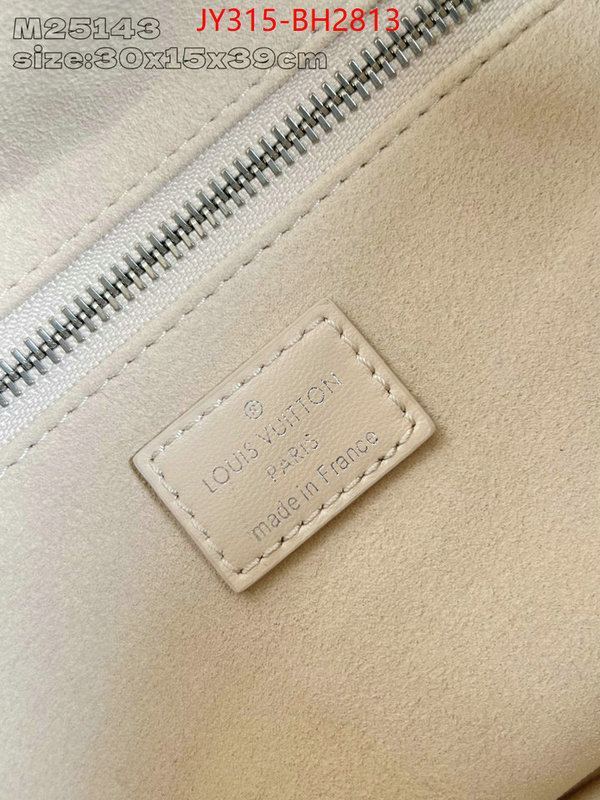 JY315-BH2813
M25143
size:30x15x39cm
®
LOUIS VUITTON
PARIS
made in France